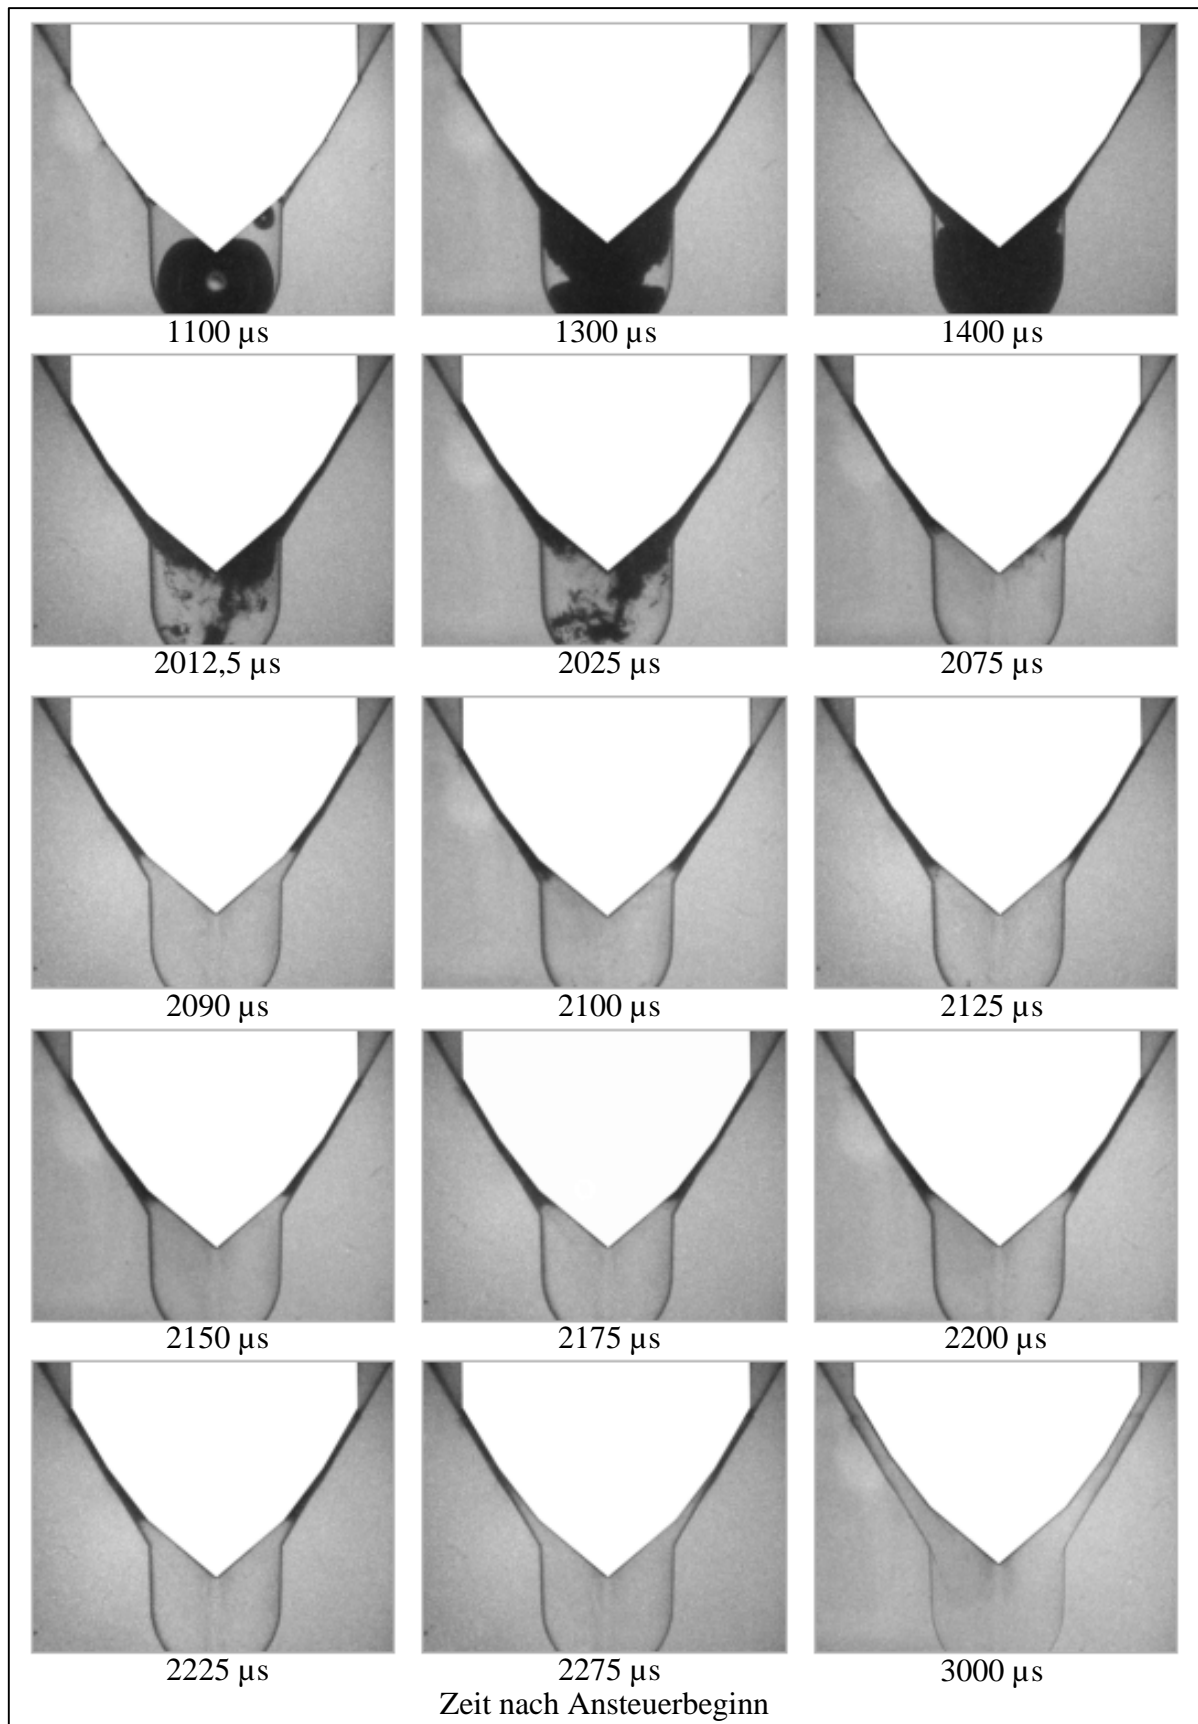 1100 µs
1300 µs
1400 µs
2012,5 µs
2025 µs
2075 µs
2090 µs
2100 µs
2125 µs
2150 µs
2175 µs
2200 µs
2225 µs
2275 µs
3000 µs
Zeit nach Ansteuerbeginn